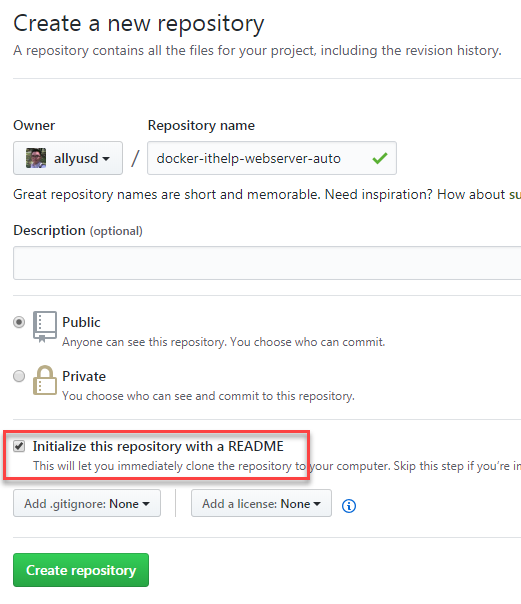 Create a new repository
A repository contains all the files for your project, including the revision history.
Owner Repository name
allyusd / docker-ithelp-webserver-auto
Great repository names are short and memorable. Need inspiration? How about su
Description (optional)
Public
Anyone can see this repository. You choose who can commit.
Private
You choose who can see and commit to this repository.
Initialize this repository with a README
This will let you immediately clone the repository to your computer. Skip this step if you're im
Add .gitignore: None Add a license: None
Create repository